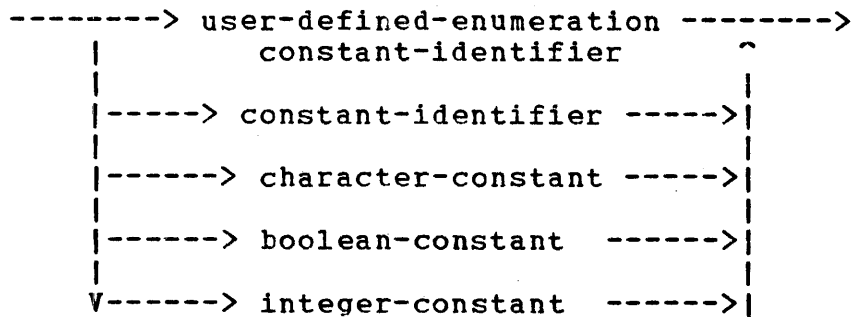 --------> user-defined-enumeration -------->
constant-identifier
|-----> constant-identifier ----->|
|------> character-constant ----->|
|------> boolean-constant ------>|
V------> integer-constant ------>|